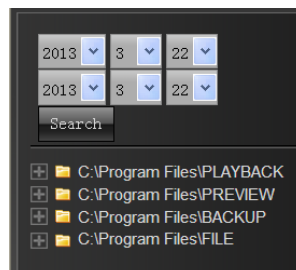 2013 3 22
2013 3 22
Search
C:\Program Files\PLAYBACK
C:\Program Files\PREVIEW
C:\Program Files\BACKUP
C:\Program Files\FILE